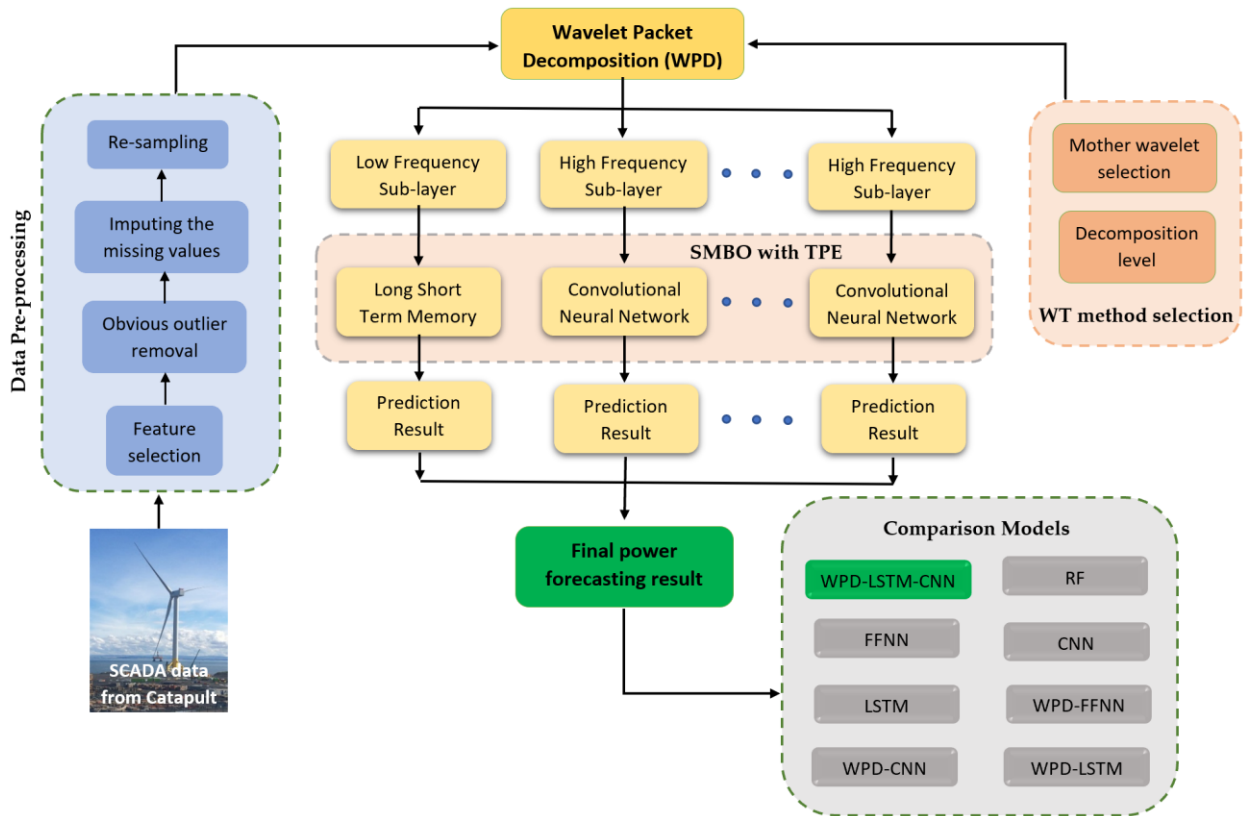 Wavelet Packet
Decomposition (WPD)
Data Pre-processing
Re-sampling
Imputing the
missing values
Obvious outlier
removal
Feature
selection
SCADA data
from Catapult
Low Frequency
Sub-layer
High Frequency
Sub-layer
High Frequency
Sub-layer
SMBO with TPE
Long Short
Term Memory
Convolutional
Neural Network
Convolutional
Neural Network
Prediction
Result
Prediction
Result
Prediction
Result
Mother wavelet
selection
Decomposition
level
WT method selection
Final power
forecasting result
Comparison Models
WPD-LSTM-CNN
RF
FFNN
CNN
LSTM
WPD-FFNN
WPD-CNN
WPD-LSTM